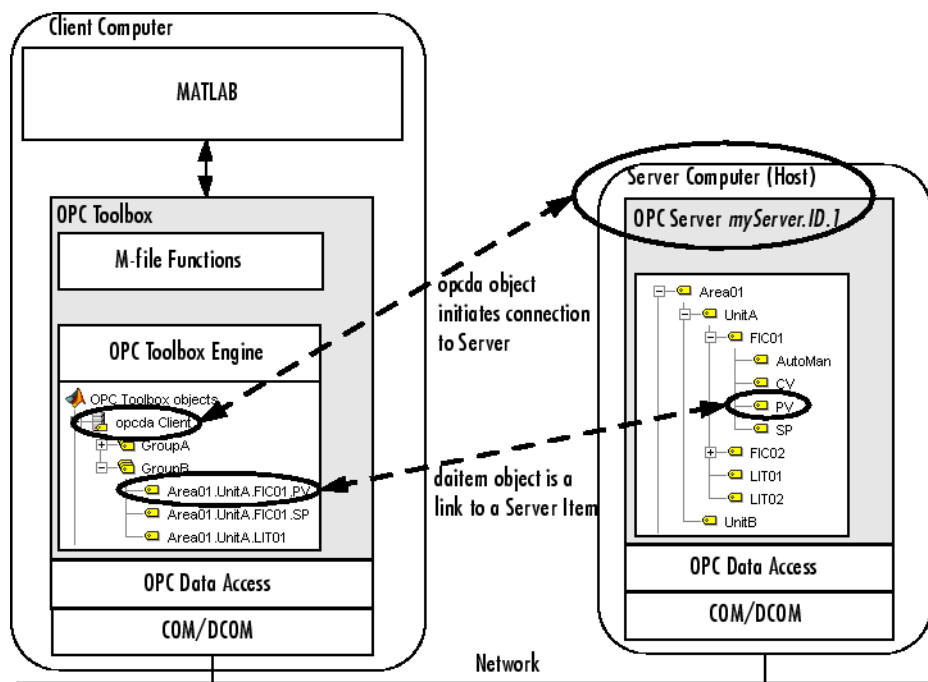 Client Computer
MATLAB
OPC Toolbox
M-file Functions
OPC Toolbox Engine
OPC Toolbox objects
opcda Client
GroupA
GroupB
Area01.UnitA.FIC01.PV
Area01.UnitA.FIC01.SP
Area01.UnitA.LIT01
OPC Data Access
COM/DCOM
opcda object
initiates connection
to Server
daitem object is a
link to a Server Item
Server Computer (Host)
OPC Server myServer.ID.1
Area01
UnitA
FIC01
AutoMan
CV
PV
SP
FIC02
LIT01
LIT02
UnitB
OPC Data Access
COM/DCOM
Network